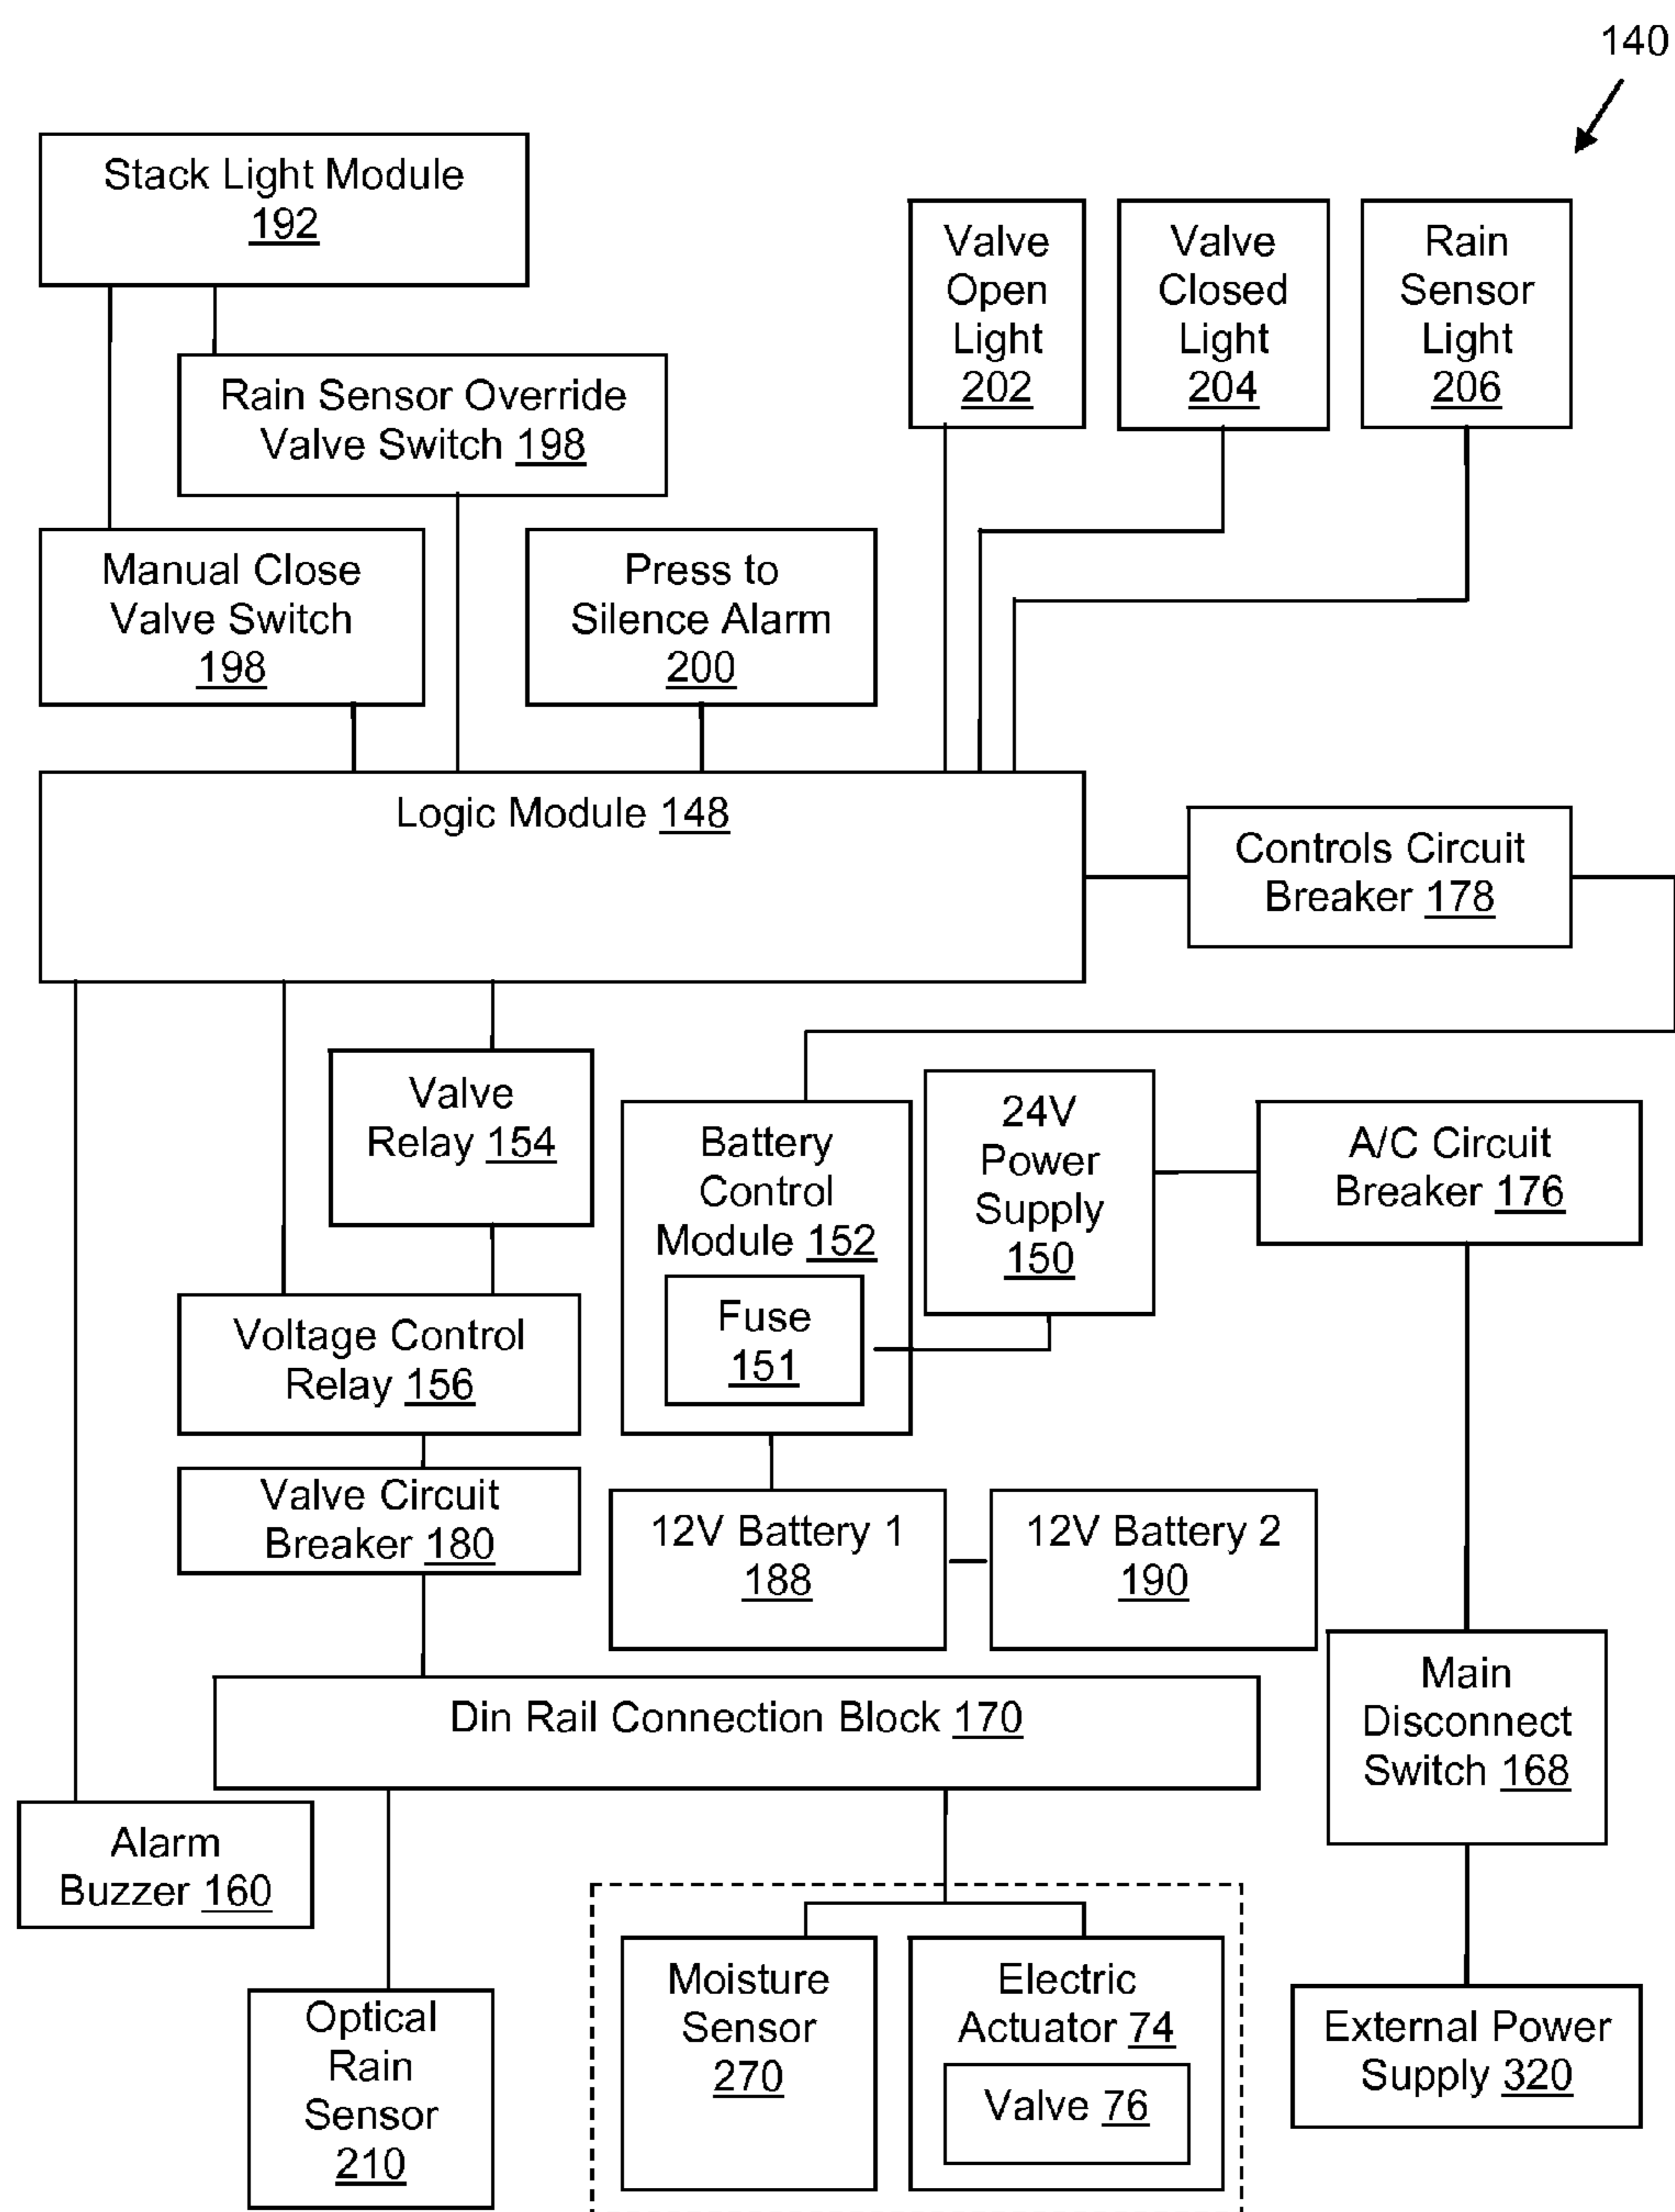 140
Stack Light Module
192
Valve
Open
Light
202
Valve
Closed
Light
204
Rain
Sensor
Light
206
Rain Sensor Override
Valve Switch 198
Manual Close
Valve Switch
198
Press to
Silence Alarm
200
Logic Module 148
Controls Circuit
Breaker 178
Valve
Relay 154
Battery
Control
Module 152
Fuse
151
24V
Power
Supply
150
A/C Circuit
Breaker 176
Voltage Control
Relay 156
Valve Circuit
Breaker 180
12V Battery 1
188
12V Battery 2
190
Main
Disconnect
Switch 168
Din Rail Connection Block 170
Alarm
Buzzer 160
Optical
Rain
Sensor
210
Moisture
Sensor
270
Electric
Actuator 74
Valve 76
External Power
Supply 320